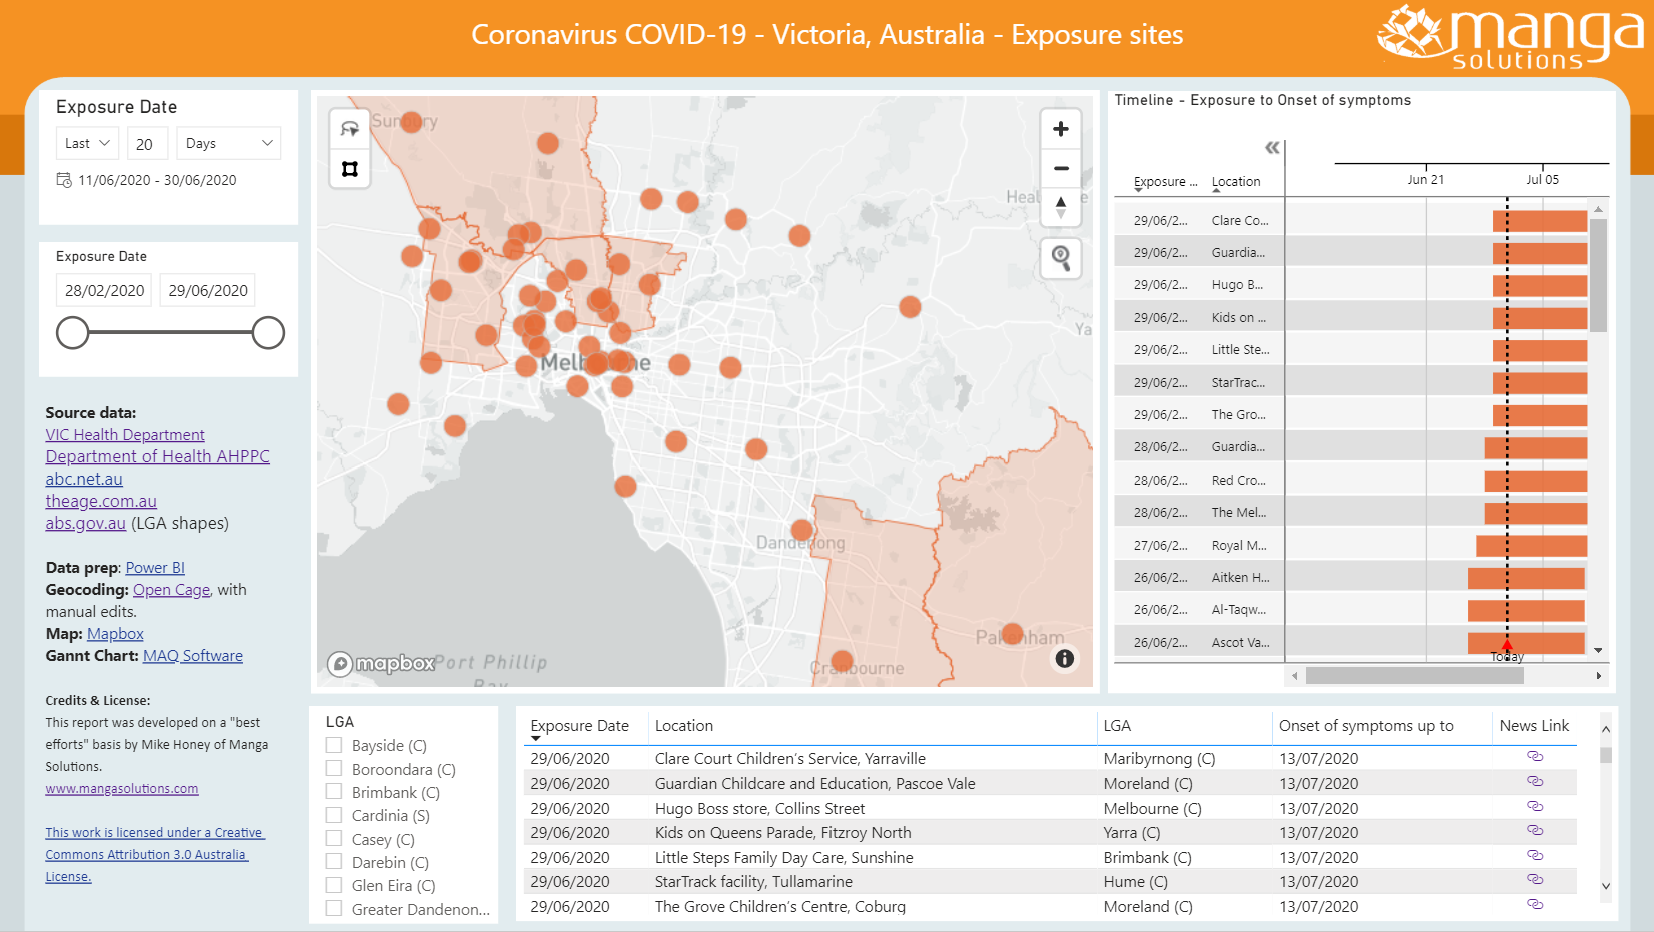 Coronavirus COVID-19 - Victoria, Australia - Exposure sites
manga
solutions
Exposure Date
Last
20
Days
11/06/2020 - 30/06/2020
Exposure Date
28/02/2020
29/06/2020
Source data:
VIC Health Department
Department of Health AHPPC
abc.net.au
theage.com.au
abs.gov.au (LGA shapes)
Data prep: Power BI
Geocoding: Open Cage, with
manual edits.
Map: Mapbox
Gannt Chart: MAQ Software
Credits & License:
This report was developed on a "best
efforts" basis by Mike Honey of Manga
Solutions.
www.mangasolutions.com
This work is licensed under a Creative
Commons Attribution 3.0 Australia
License.
Sunbury
Melbourne
Dandenong
Pakenham
Cranbourne
Port Phillip
Bay
mapbox
Timeline - Exposure to Onset of symptoms
Exposure ... Location
Jun 21
Jul 05
29/06/2... Clare Co...
29/06/2... Guardia...
29/06/2... Hugo B...
29/06/2... Kids on ...
29/06/2... Little Ste...
29/06/2... StarTrac...
29/06/2... The Gro...
28/06/2... Guardia...
28/06/2... Red Cro...
28/06/2... The Mel...
27/06/2... Royal M...
26/06/2... Aitken H...
26/06/2... Al-Taqw...
26/06/2... Ascot Va...
Today
LGA
Bayside (C)
Boroondara (C)
Brimbank (C)
Cardinia (S)
Casey (C)
Darebin (C)
Glen Eira (C)
Greater Dandenon...
Exposure Date Location LGA Onset of symptoms up to News Link
29/06/2020 Clare Court Children's Service, Yarraville Maribyrnong (C) 13/07/2020
29/06/2020 Guardian Childcare and Education, Pascoe Vale Moreland (C) 13/07/2020
29/06/2020 Hugo Boss store, Collins Street Melbourne (C) 13/07/2020
29/06/2020 Kids on Queens Parade, Fitzroy North Yarra (C) 13/07/2020
29/06/2020 Little Steps Family Day Care, Sunshine Brimbank (C) 13/07/2020
29/06/2020 StarTrack facility, Tullamarine Hume (C) 13/07/2020
29/06/2020 The Grove Children's Centre, Coburg Moreland (C) 13/07/2020